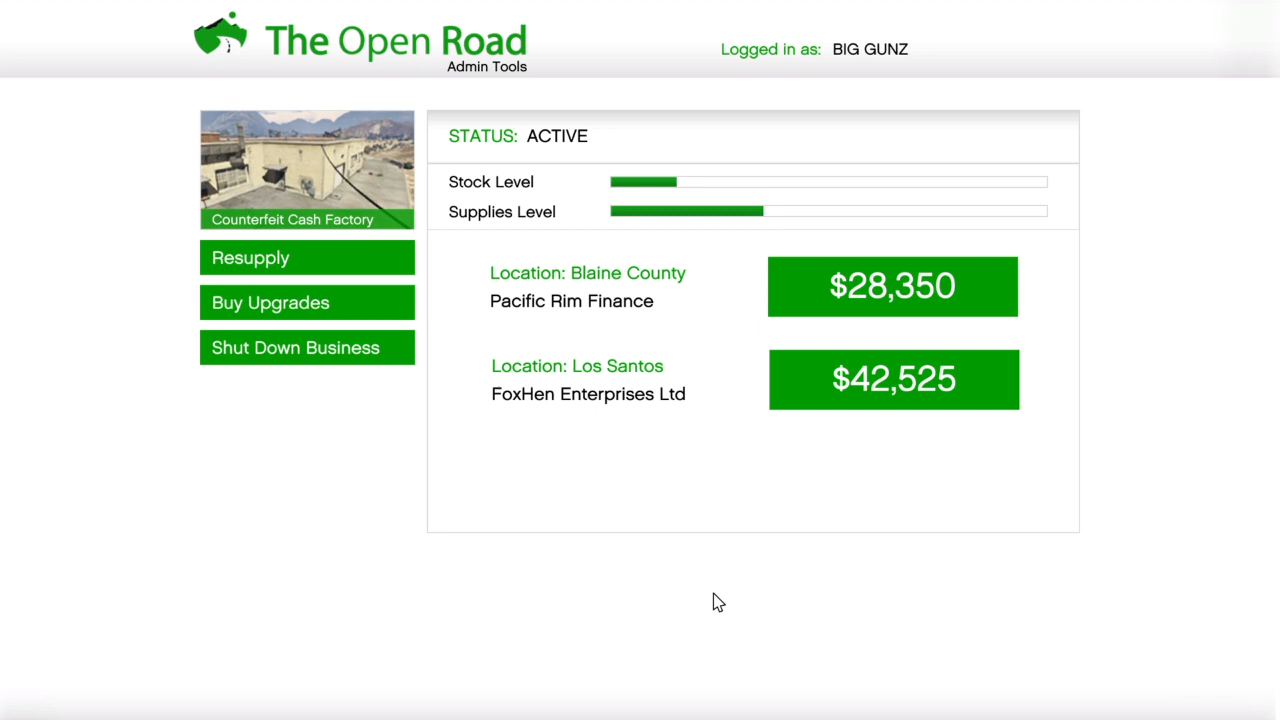 The Open Road
Admin Tools
Logged in as: BIG GUNZ
Counterfeit Cash Factory
Resupply
Buy Upgrades
Shut Down Business
STATUS: ACTIVE
Stock Level
Supplies Level
Location: Blaine County
Pacific Rim Finance
$28,350
Location: Los Santos
FoxHen Enterprises Ltd
$42,525